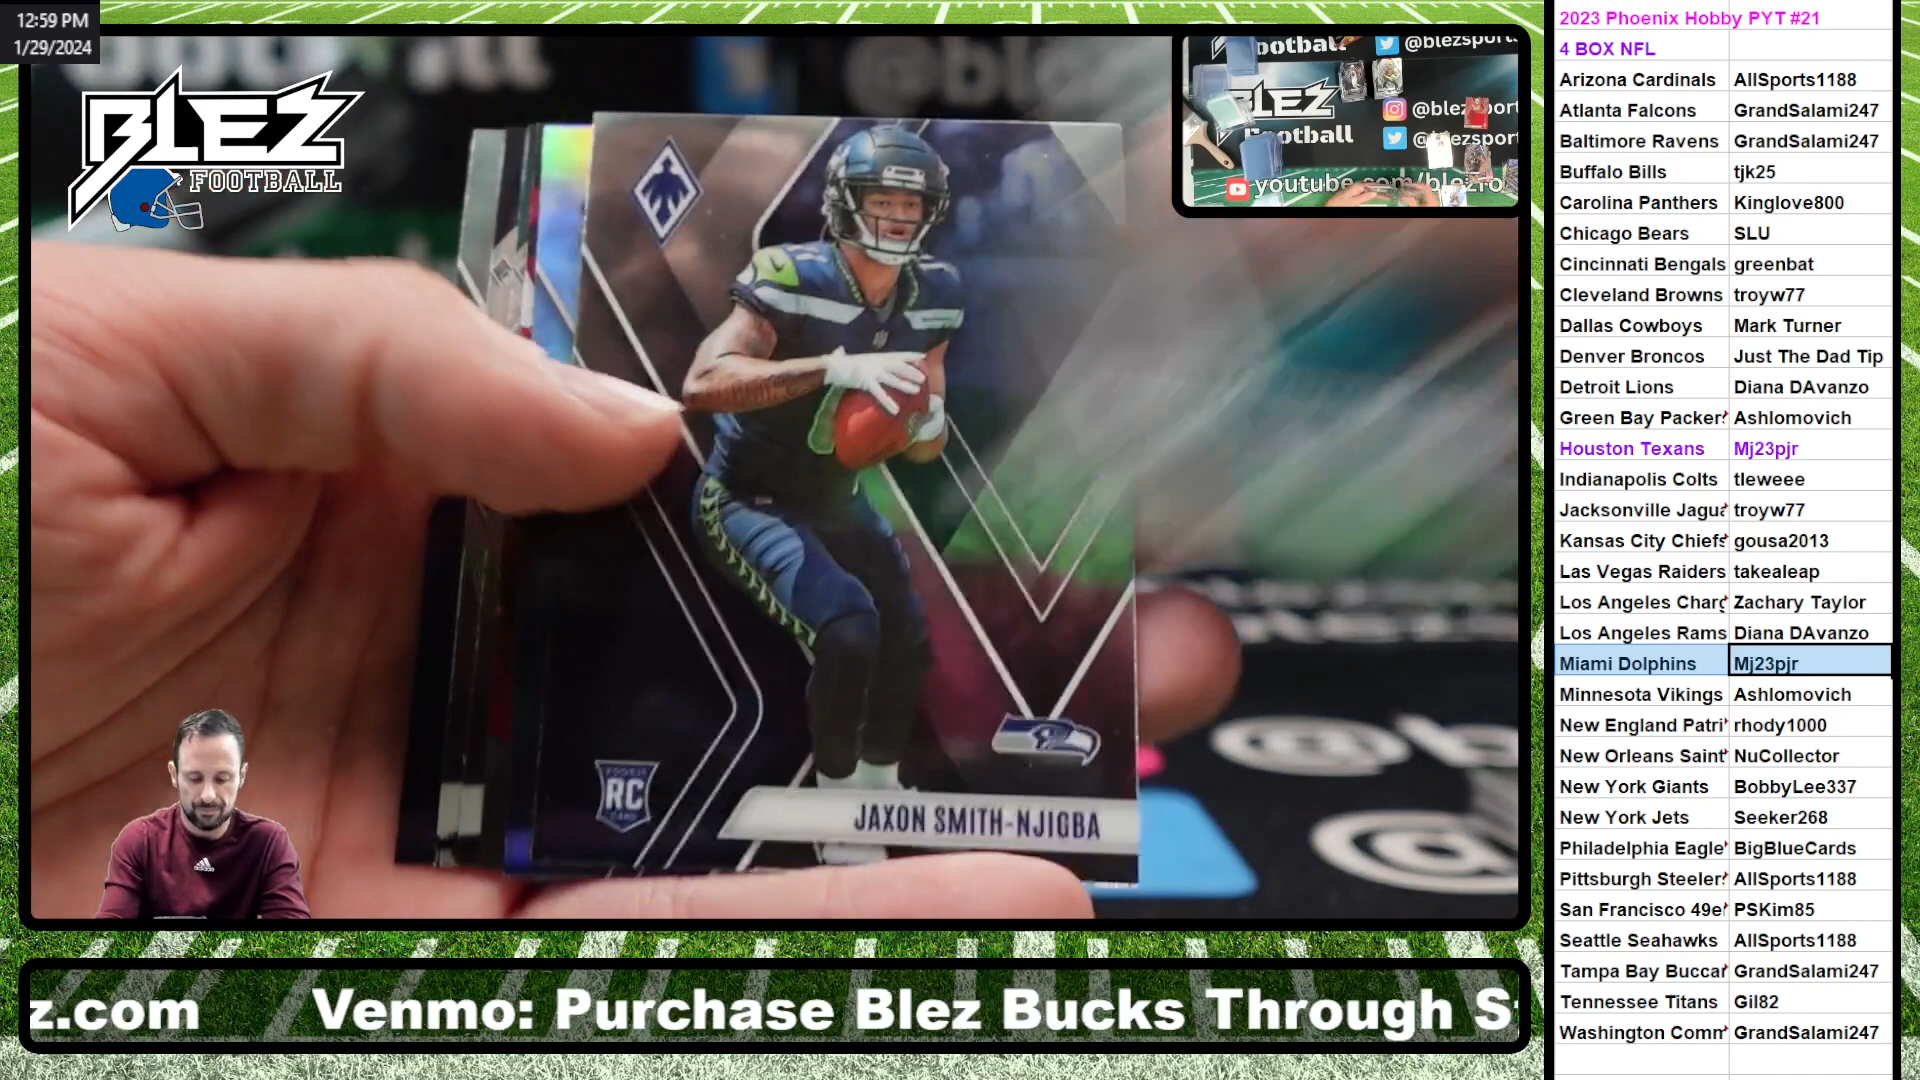 12:59 PM
1/29/2024
BLEZ
FOOTBALL
RC
JAXON SMITH-NJIGBA
@blezsport
BLEZ
Football
youtube.com/blezfo
z.com Venmo: Purchase Blez Bucks Through S
2023 Phoenix Hobby PYT #21
4 BOX NFL
Arizona Cardinals AllSports1188
Atlanta Falcons GrandSalami247
Baltimore Ravens GrandSalami247
Buffalo Bills tjk25
Carolina Panthers Kinglove800
Chicago Bears SLU
Cincinnati Bengals greenbat
Cleveland Browns troyw77
Dallas Cowboys Mark Turner
Denver Broncos Just The Dad Tip
Detroit Lions Diana DAvanzo
Green Bay Packer Ashlomovich
Houston Texans Mj23pjr
Indianapolis Colts tleweee
Jacksonville Jagu troyw77
Kansas City Chiefs gousa2013
Las Vegas Raiders takealeap
Los Angeles Charg Zachary Taylor
Los Angeles Rams Diana DAvanzo
Miami Dolphins Mj23pjr
Minnesota Vikings Ashlomovich
New England Patri rhody1000
New Orleans Saint NuCollector
New York Giants BobbyLee337
New York Jets Seeker268
Philadelphia Eagle BigBlueCards
Pittsburgh Steeler AllSports1188
San Francisco 49e PSKim85
Seattle Seahawks AllSports1188
Tampa Bay Bucca GrandSalami247
Tennessee Titans Gil82
Washington Comm GrandSalami247